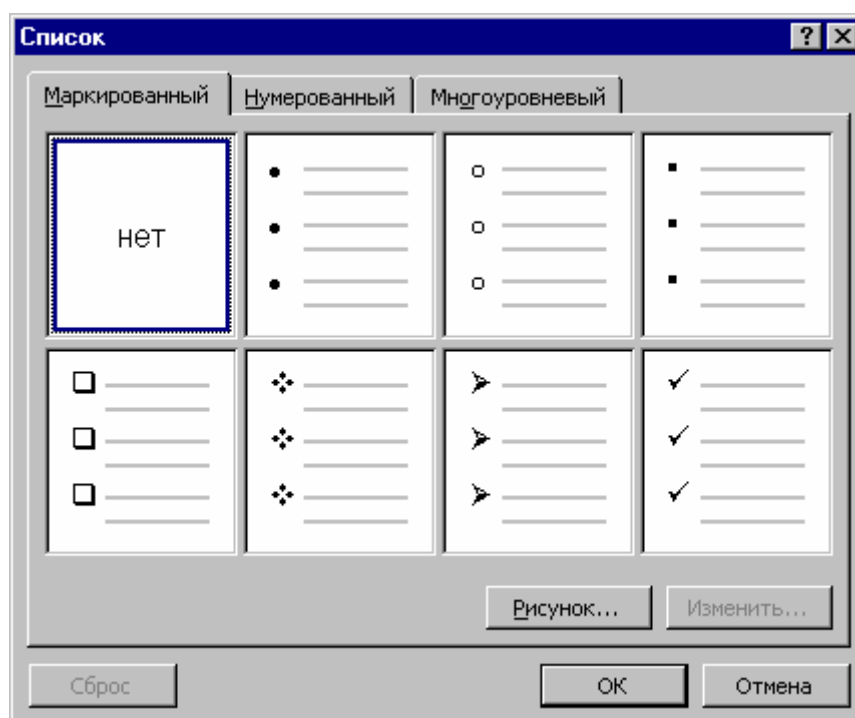 Список
Маркированный Нумерованный Многоуровневый
нет
Рисунок... Изменить...
Сброс ОК Отмена